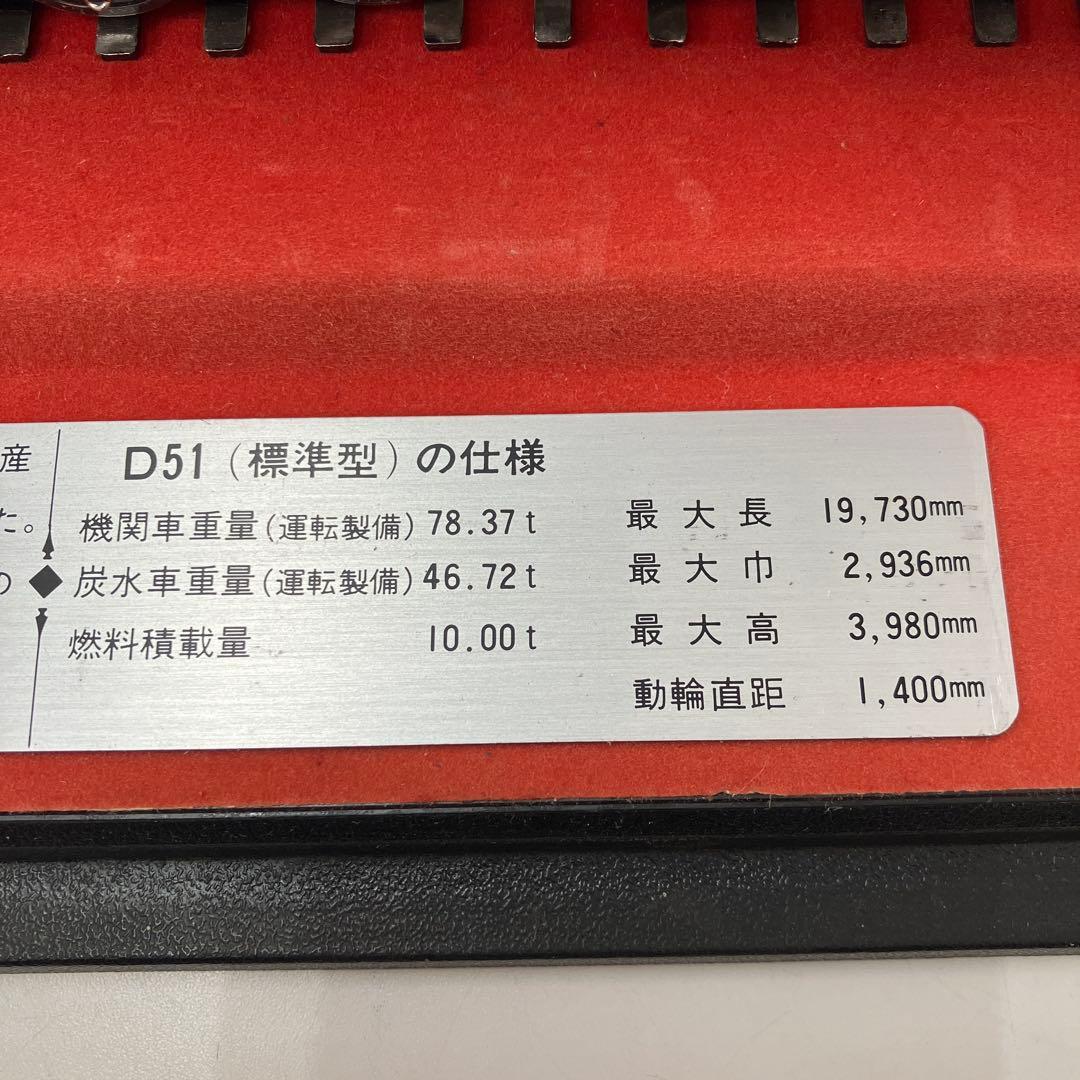 産
た。
の
D51 (標準型) の仕様
機関車重量(運転製備) 78.37 t
炭水車重量(運転製備) 46.72 t
燃料積載量 10.00 t
最大長 19,730mm
最大巾 2,936mm
最大高 3,980mm
動輪直距 1,400mm